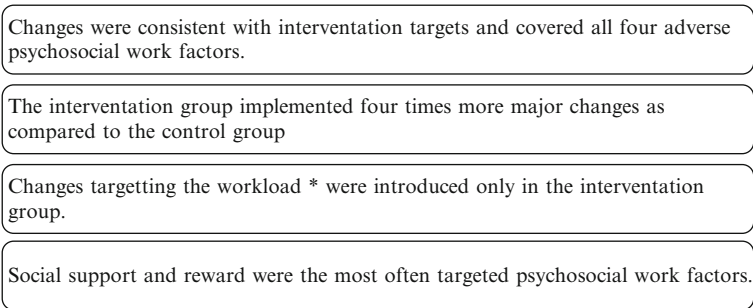 Changes were consistent with interventation targets and covered all four adverse
psychosocial work factors.
The interventation group implemented four times more major changes as
compared to the control group
Changes targetting the workload * were introduced only in the interventation
group.
Social support and reward were the most often targeted psychosocial work factors.